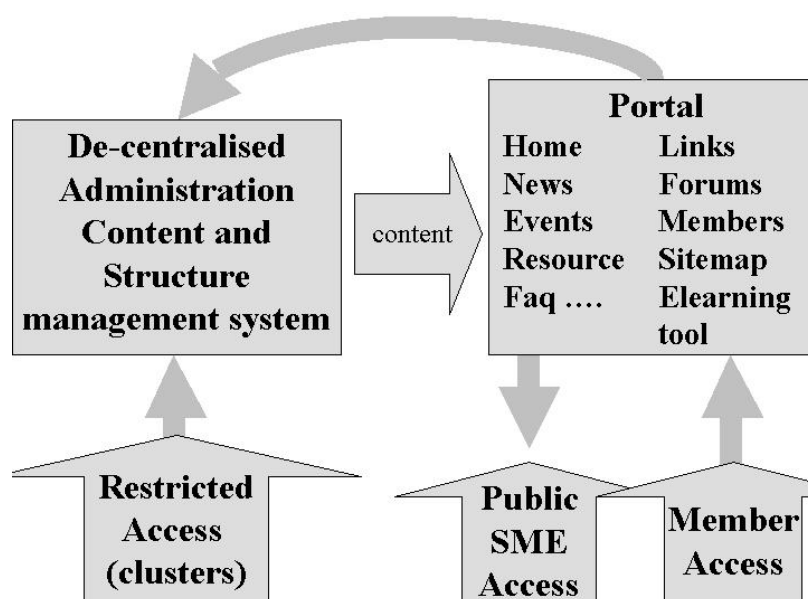 De-centralised
Administration
Content and
Structure
management system
content
Portal
Home
News
Events
Resource
Faq ....
Links
Forums
Members
Sitemap
Elearning
tool
Restricted
Access
(clusters)
Public
SME
Access
Member
Access